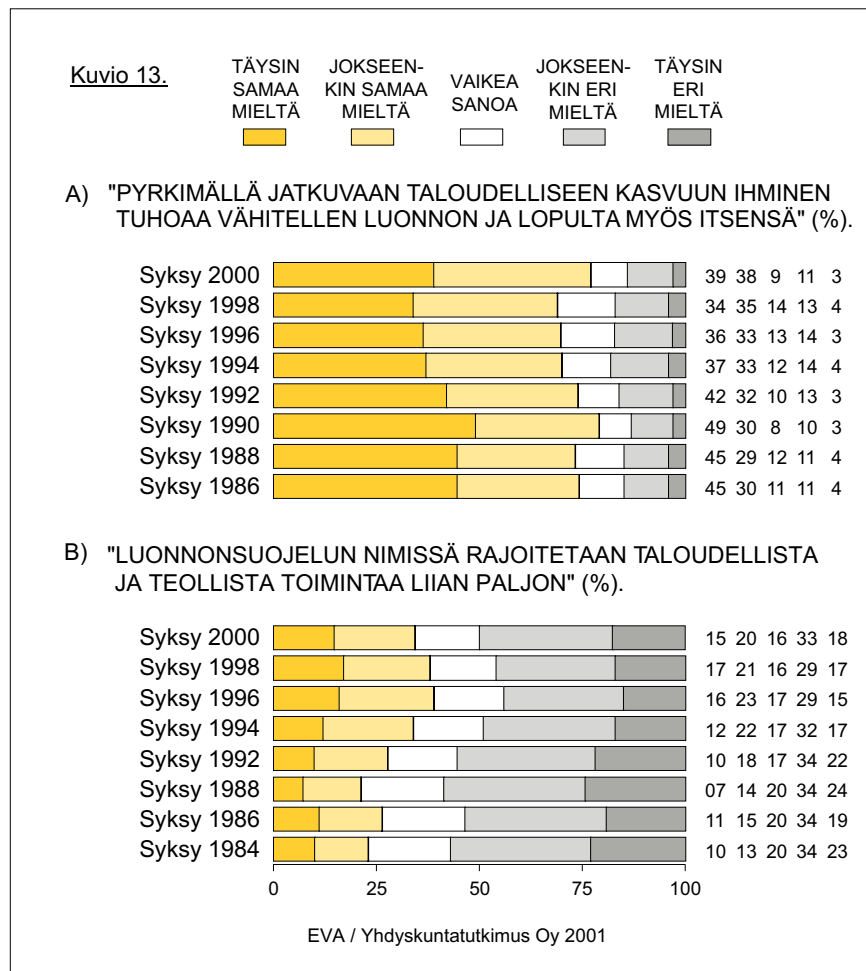 Kuvio 13.
TÄYSIN
SAMAA
MIELTÄ
JOKSEEN-
KIN SAMAA
MIELTÄ
VAIKEA
SANOA
JOKSEEN-
KIN ERI
MIELTÄ
TÄYSIN
ERI
MIELTÄ
A) "PYRKIMÄLLÄ JATKUVAAN TALOUDELLISEEN KASVUUN IHMINEN
TUHOAA VÄHITELLEN LUONNON JA LOPULTA MYÖS ITSENSÄ" (%).
Syksy 2000 39 38 9 11 3
Syksy 1998 34 35 14 13 4
Syksy 1996 36 33 13 14 3
Syksy 1994 37 33 12 14 4
Syksy 1992 42 32 10 13 3
Syksy 1990 49 30 8 10 3
Syksy 1988 45 29 12 11 4
Syksy 1986 45 30 11 11 4
B) "LUONNONSUOJELUN NIMISSÄ RAJOITETAAN TALOUDELLISTA
JA TEOLLISTA TOIMINTAA LIIAN PALJON" (%).
Syksy 2000 15 20 16 33 18
Syksy 1998 17 21 16 29 17
Syksy 1996 16 23 17 29 15
Syksy 1994 12 22 17 32 17
Syksy 1992 10 18 17 34 22
Syksy 1988 07 14 20 34 24
Syksy 1986 11 15 20 34 19
Syksy 1984 10 13 20 34 23
0 25 50 75 100
EVA / Yhdyskuntatutkimus Oy 2001